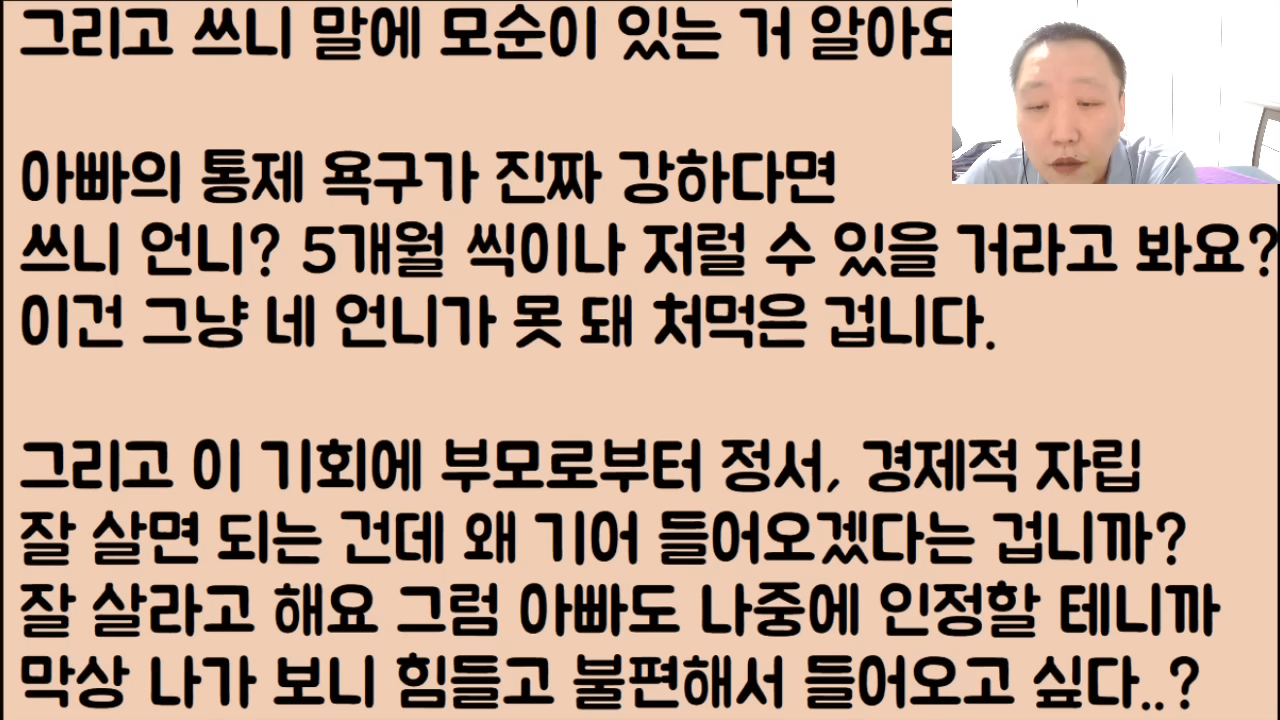 그리고 쓰니 말에 모순이 있는 거 알아요
아빠의 통제 욕구가 진짜 강하다면
쓰니 언니? 5개월 씩이나 저럴 수 있을 거라고 봐요?
이건 그냥 네 언니가 못 돼 처먹은 겁니다.
그리고 이 기회에 부모로부터 정서, 경제적 자립
잘 살면 되는 건데 왜 기어 들어오겠다는 겁니까?
잘 살라고 해요 그럼 아빠도 나중에 인정할 테니까
막상 나가 보니 힘들고 불편해서 들어오고 싶다..?